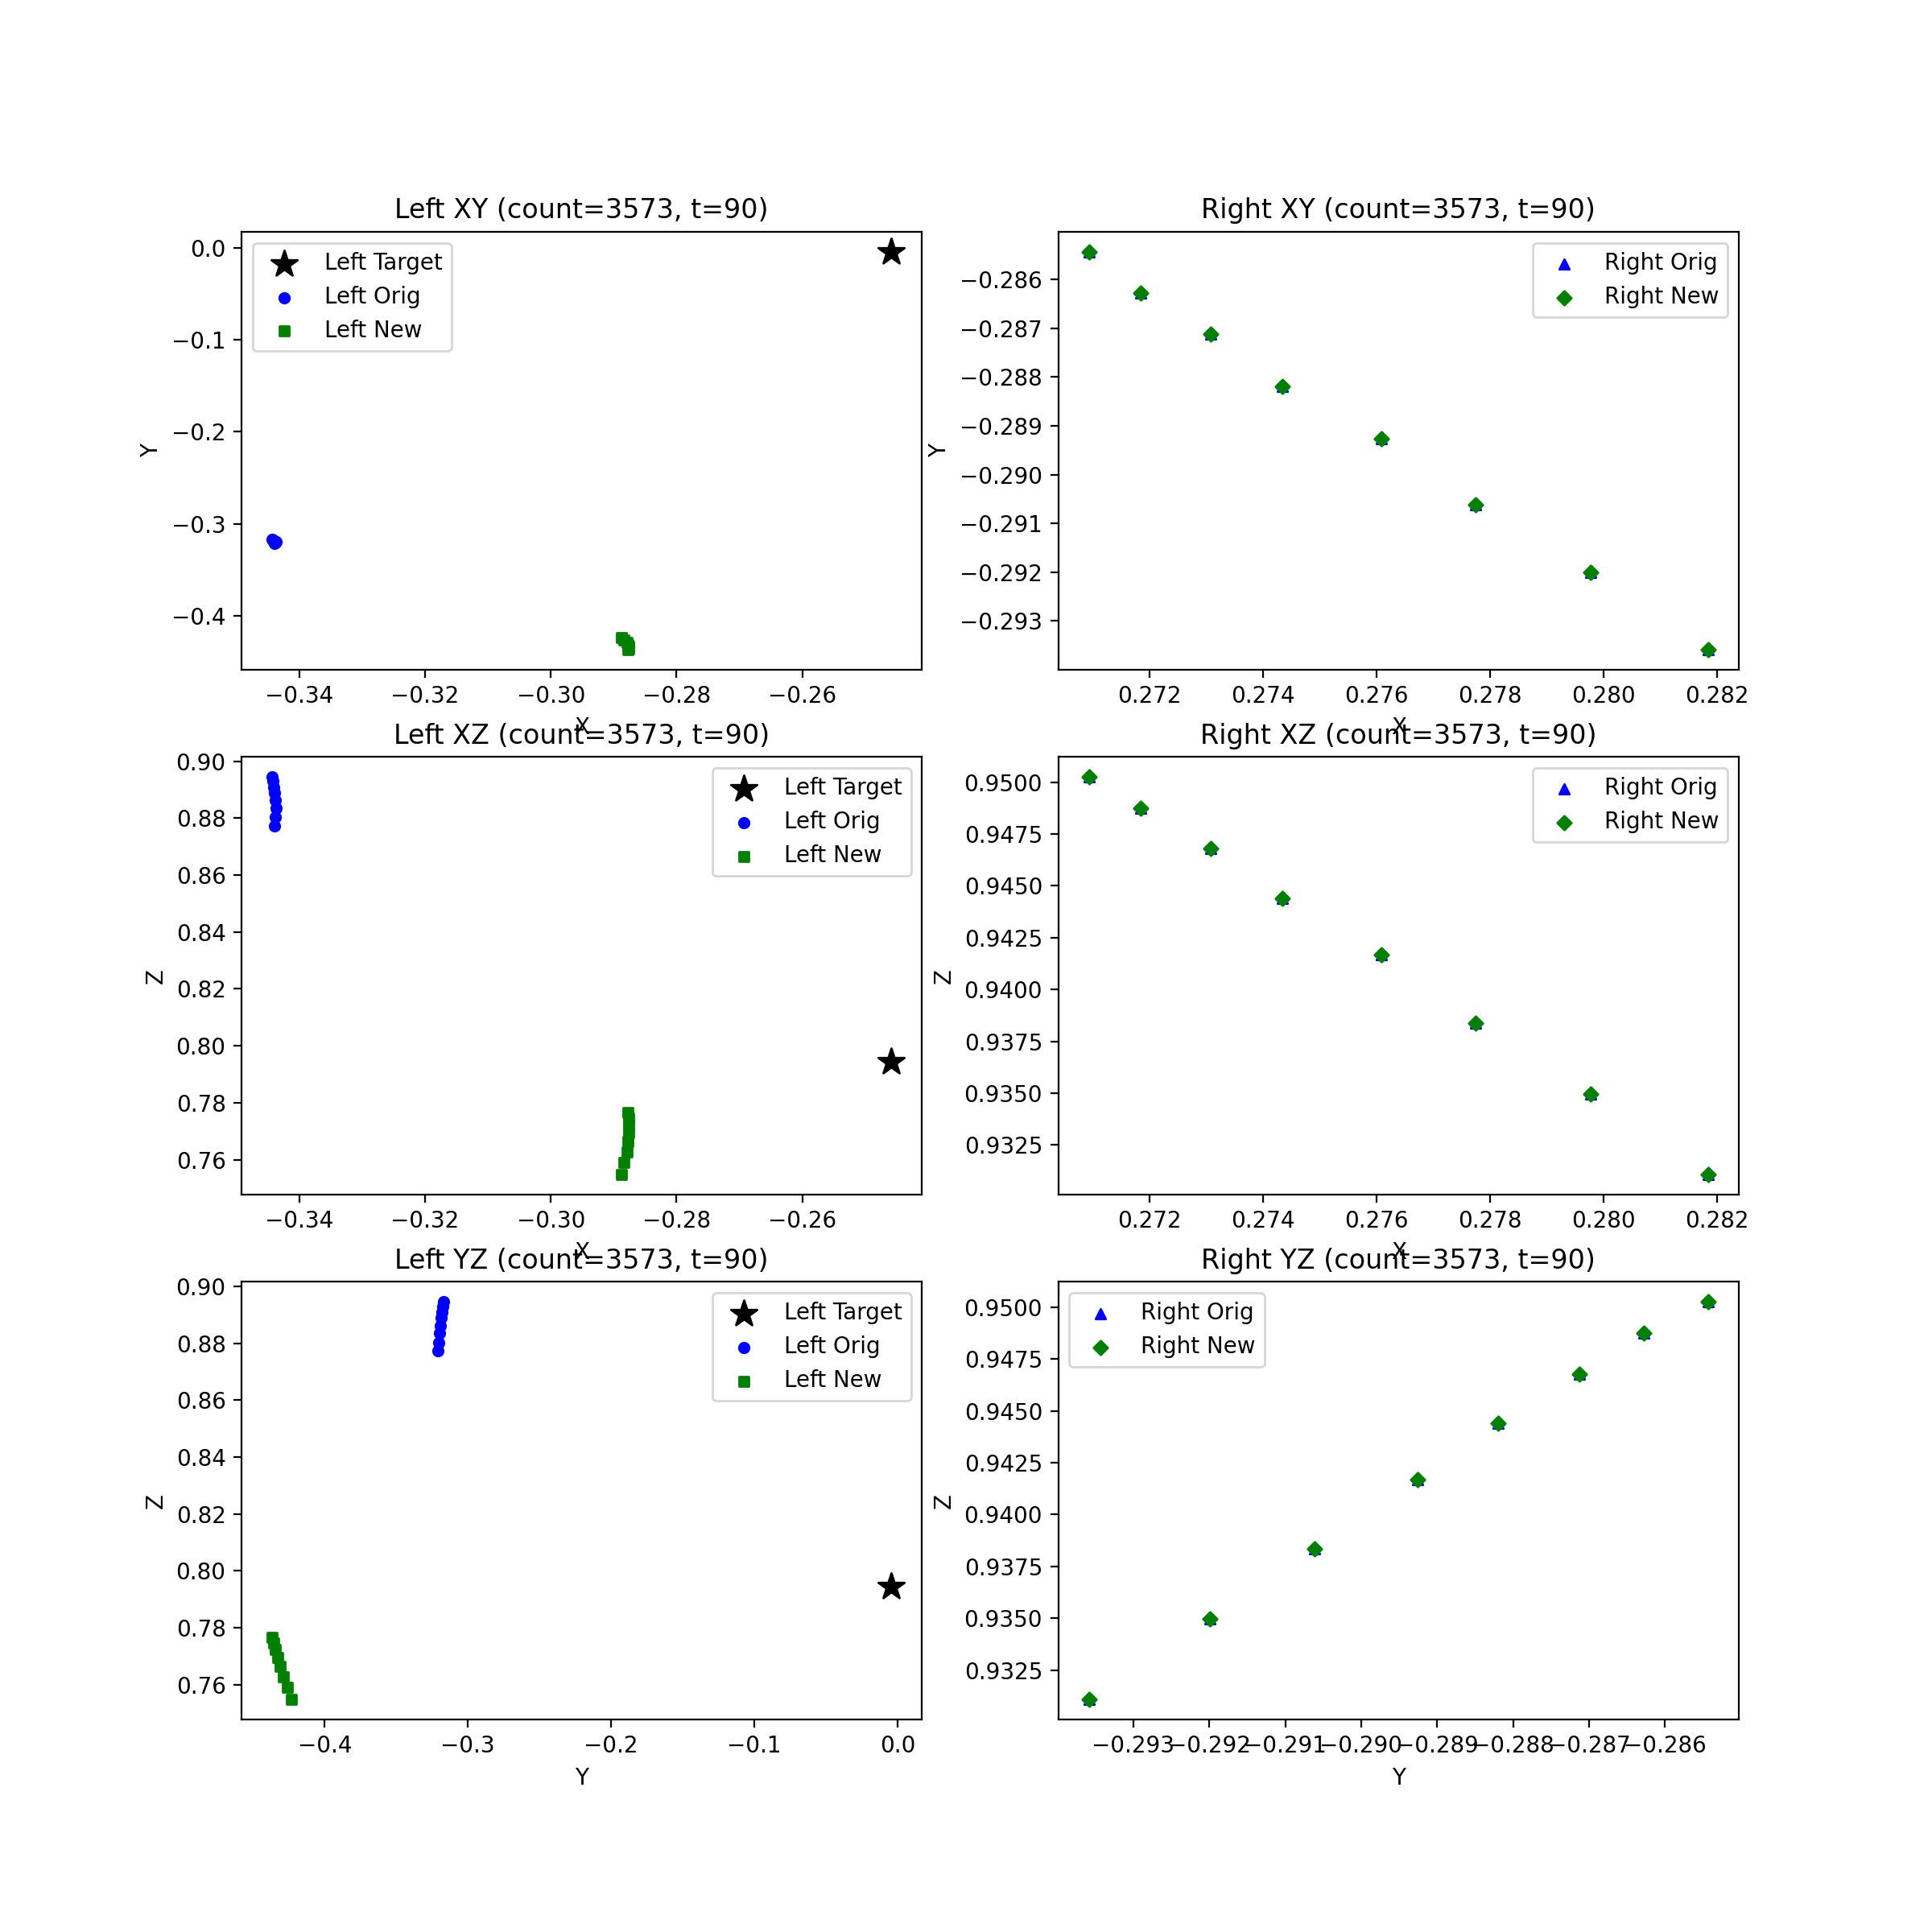 Left XY (count=3573, t=90)
Left Target
Left Orig
Left New
0.0
−0.1
−0.2
−0.3
−0.4
Y
−0.34 −0.32 −0.30 −0.28 −0.26
X
Right XY (count=3573, t=90)
Right Orig
Right New
−0.286
−0.287
−0.288
−0.289
−0.290
−0.291
−0.292
−0.293
Y
0.272 0.274 0.276 0.278 0.280 0.282
X
Left XZ (count=3573, t=90)
Left Target
Left Orig
Left New
0.90
0.88
0.86
0.84
0.82
0.80
0.78
0.76
Z
−0.34 −0.32 −0.30 −0.28 −0.26
X
Right XZ (count=3573, t=90)
Right Orig
Right New
0.9500
0.9475
0.9450
0.9425
0.9400
0.9375
0.9350
0.9325
Z
0.272 0.274 0.276 0.278 0.280 0.282
X
Left YZ (count=3573, t=90)
Left Target
Left Orig
Left New
0.90
0.88
0.86
0.84
0.82
0.80
0.78
0.76
Z
−0.4 −0.3 −0.2 −0.1 0.0
Y
Right YZ (count=3573, t=90)
Right Orig
Right New
0.9500
0.9475
0.9450
0.9425
0.9400
0.9375
0.9350
0.9325
Z
−0.293 −0.292 −0.291 −0.290 −0.289 −0.288 −0.287 −0.286
Y